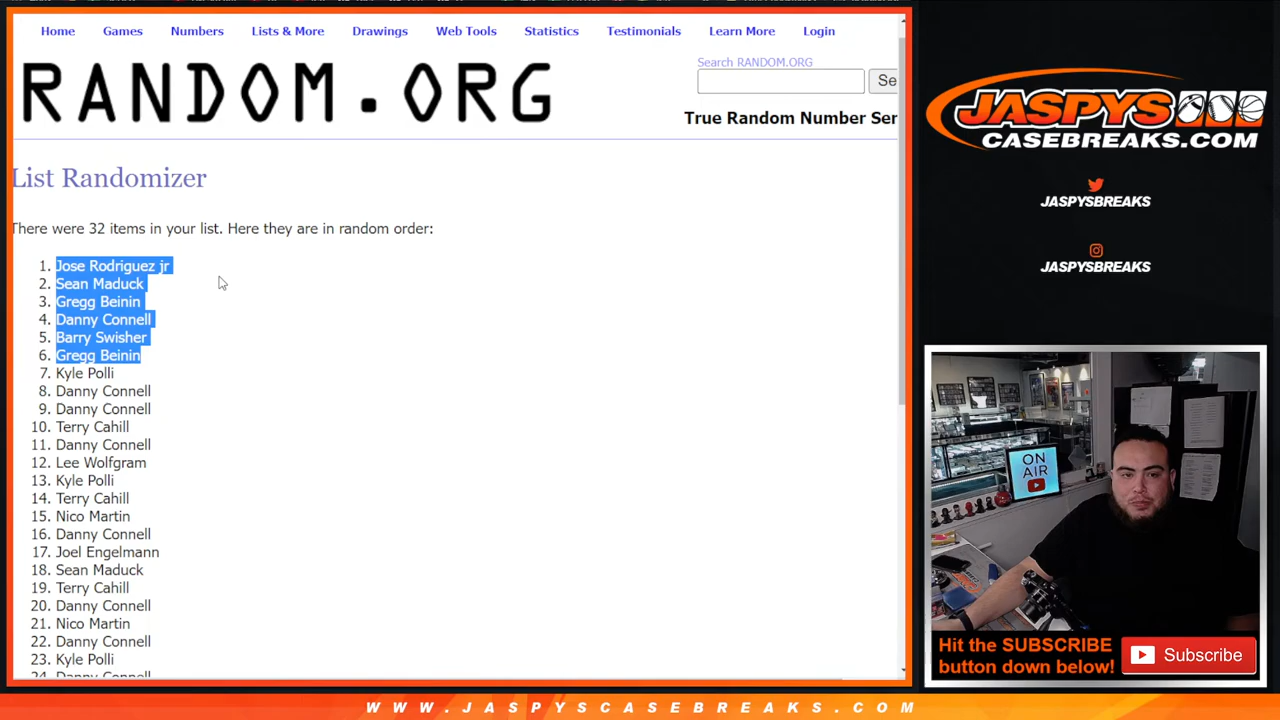 Home Games Numbers Lists & More Drawings Web Tools Statistics Testimonials Learn More Login
RANDOM.ORG
Search RANDOM.ORG
Se
True Random Number Ser
List Randomizer
There were 32 items in your list. Here they are in random order:
1. Jose Rodriguez jr
2. Sean Maduck
3. Gregg Beinin
4. Danny Connell
5. Barry Swisher
6. Gregg Beinin
7. Kyle Polli
8. Danny Connell
9. Danny Connell
10. Terry Cahill
11. Danny Connell
12. Lee Wolfgram
13. Kyle Polli
14. Terry Cahill
15. Nico Martin
16. Danny Connell
17. Joel Engelmann
18. Sean Maduck
19. Terry Cahill
20. Danny Connell
21. Nico Martin
22. Danny Connell
23. Kyle Polli
24. Danny Connell
JASPYS
CASEBREAKS.COM
JASPYSBREAKS
JASPYSBREAKS
ON
AIR
Hit the SUBSCRIBE
button down below!
Subscribe
WWW.JASPYSCASEBREAKS.COM